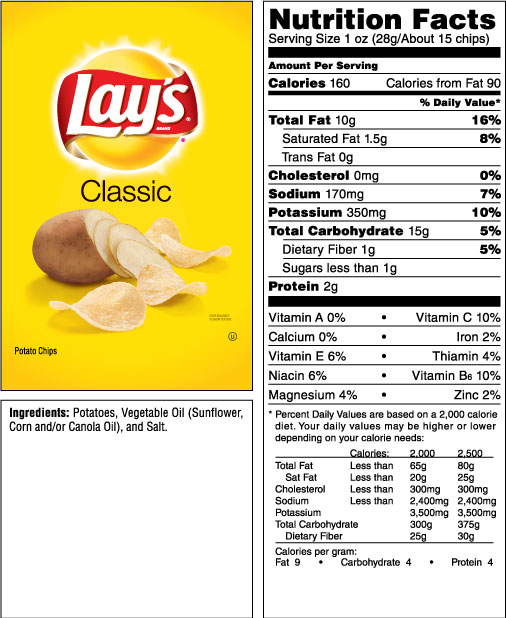 Lay's
®
BRAND
Classic
Potato Chips
Ingredients: Potatoes, Vegetable Oil (Sunflower,
Corn and/or Canola Oil), and Salt.
Nutrition Facts
Serving Size 1 oz (28g/About 15 chips)
Amount Per Serving
Calories 160 Calories from Fat 90
% Daily Value*
Total Fat 10g 16%
Saturated Fat 1.5g 8%
Trans Fat 0g
Cholesterol 0mg 0%
Sodium 170mg 7%
Potassium 350mg 10%
Total Carbohydrate 15g 5%
Dietary Fiber 1g 5%
Sugars less than 1g
Protein 2g
Vitamin A 0% • Vitamin C 10%
Calcium 0% • Iron 2%
Vitamin E 6% • Thiamin 4%
Niacin 6% • Vitamin B6 10%
Magnesium 4% • Zinc 2%
* Percent Daily Values are based on a 2,000 calorie
diet. Your daily values may be higher or lower
depending on your calorie needs:
Calories: 2,000 2,500
Total Fat Less than 65g 80g
Sat Fat Less than 20g 25g
Cholesterol Less than 300mg 300mg
Sodium Less than 2,400mg 2,400mg
Potassium 3,500mg 3,500mg
Total Carbohydrate 300g 375g
Dietary Fiber 25g 30g
Calories per gram:
Fat 9 • Carbohydrate 4 • Protein 4